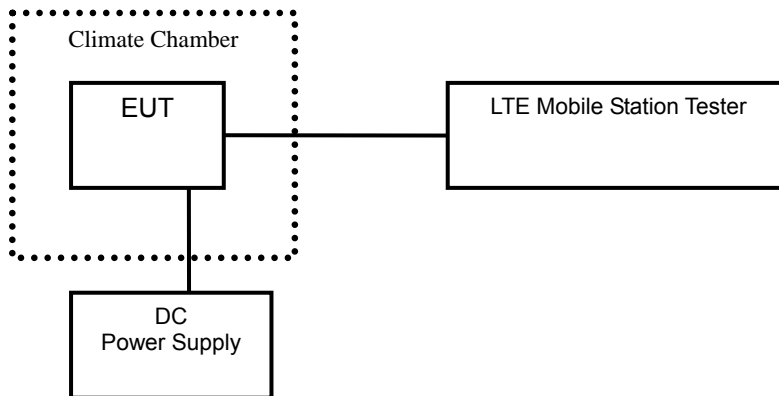 Climate Chamber
EUT
LTE Mobile Station Tester
DC
Power Supply